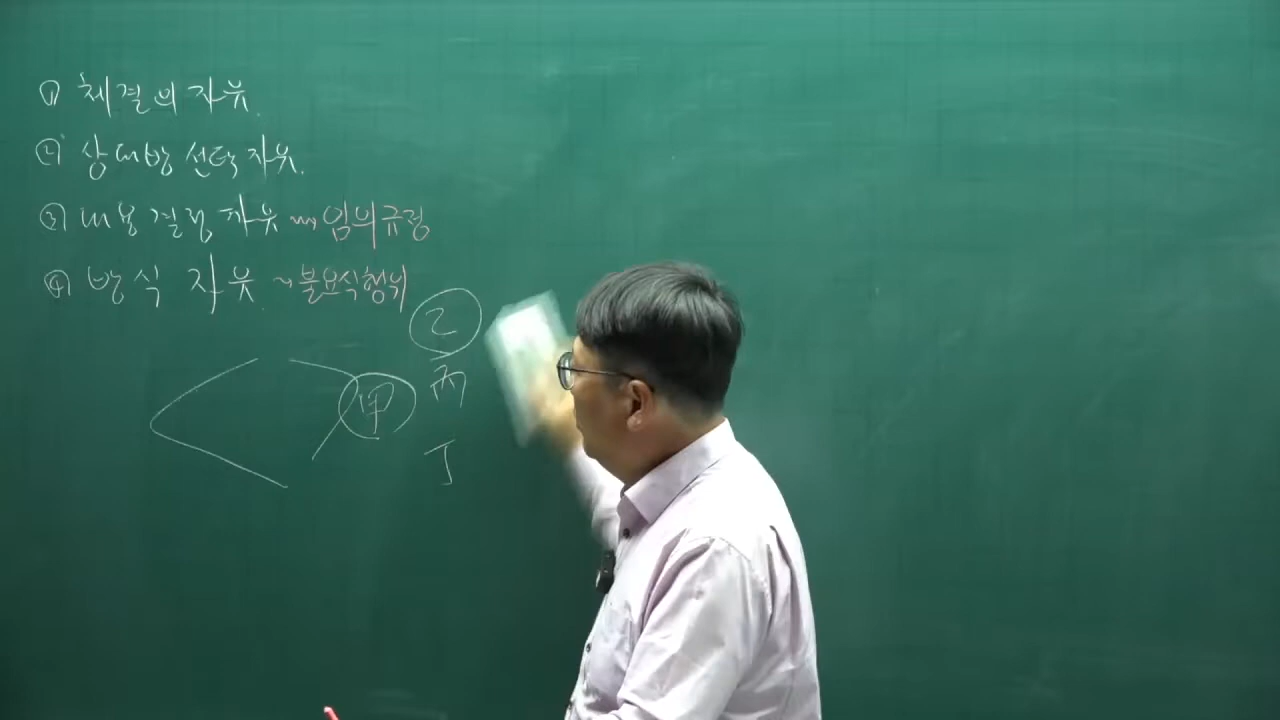 ① 체결의 자유.
② 상대방 선택 자유.
③ 내용 결정 자유 〰→ 임의규정
④ 방식 자유. ~ 불요식행위
乙
甲 丙
丁